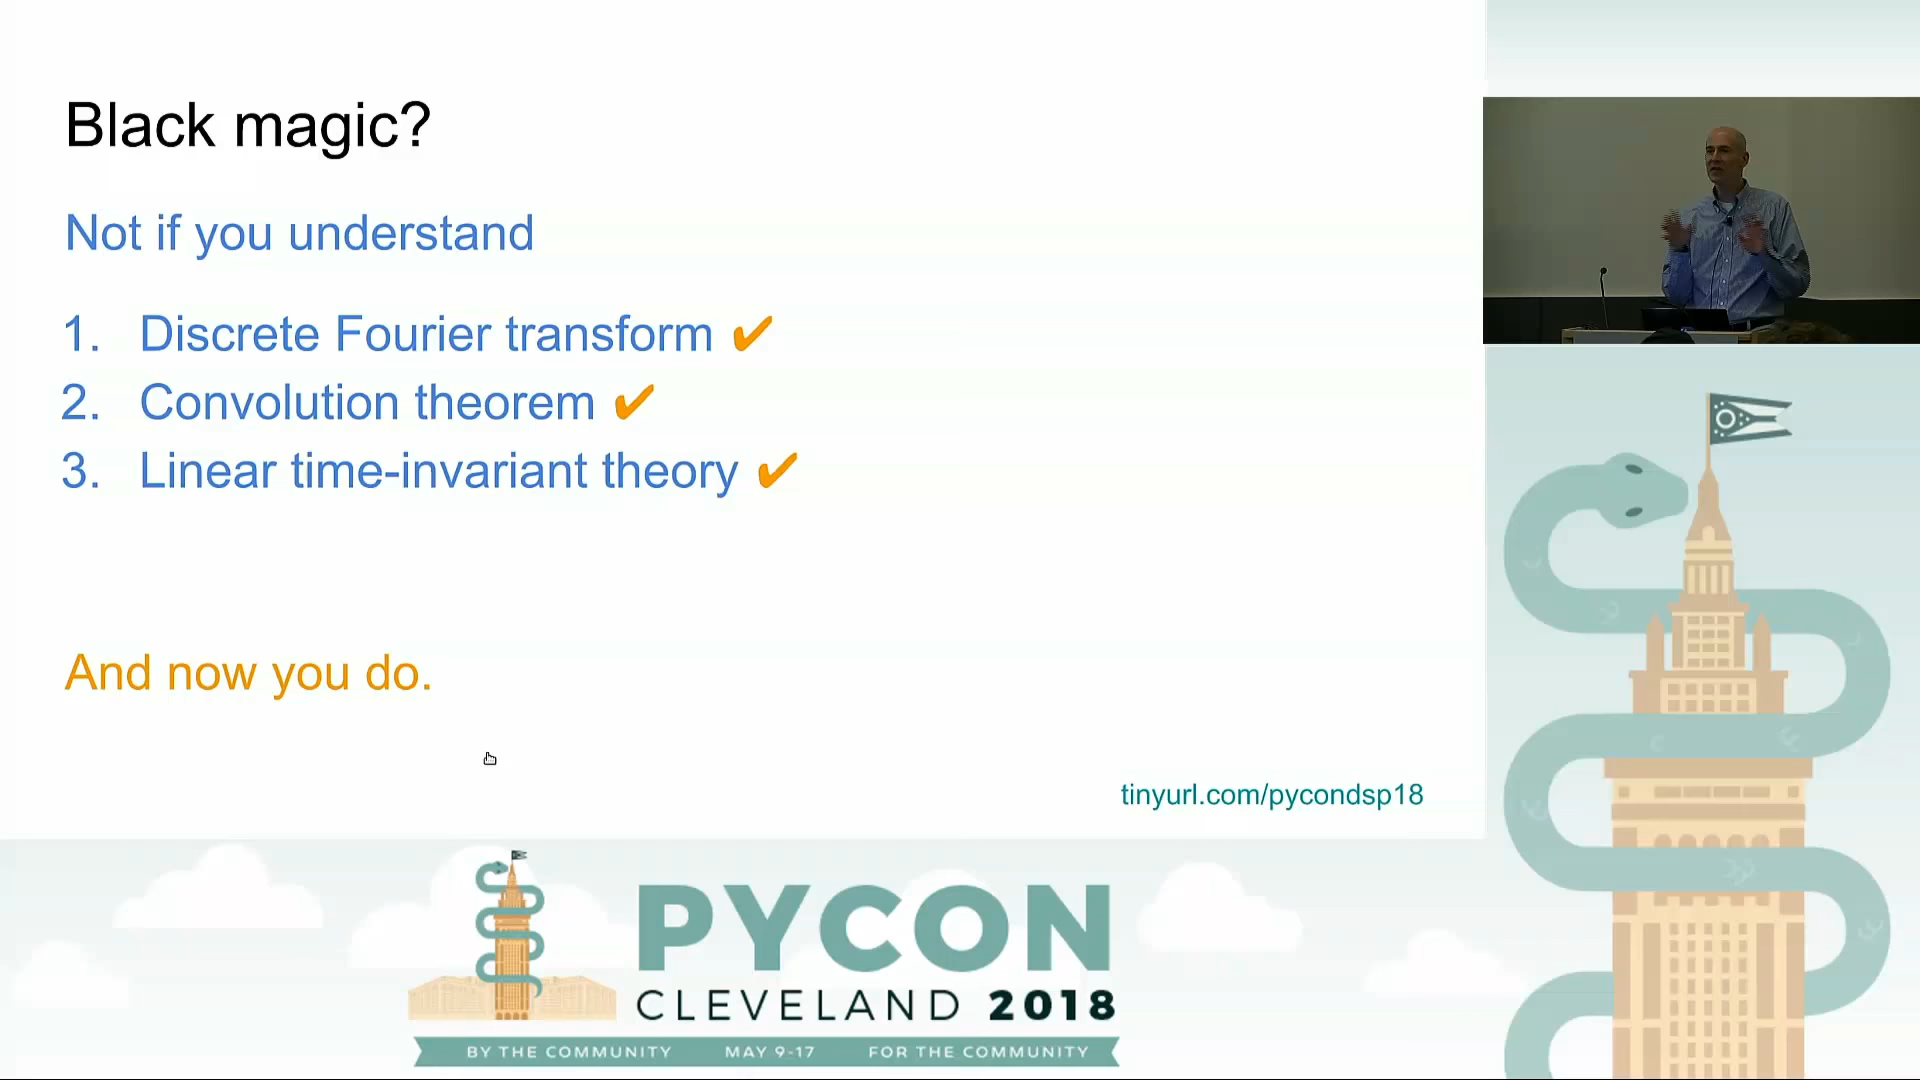 Black magic?
Not if you understand
1. Discrete Fourier transform ✔
2. Convolution theorem ✔
3. Linear time-invariant theory ✔
And now you do.
tinyurl.com/pycondsp18
PYCON
CLEVELAND 2018
BY THE COMMUNITY MAY 9-17 FOR THE COMMUNITY